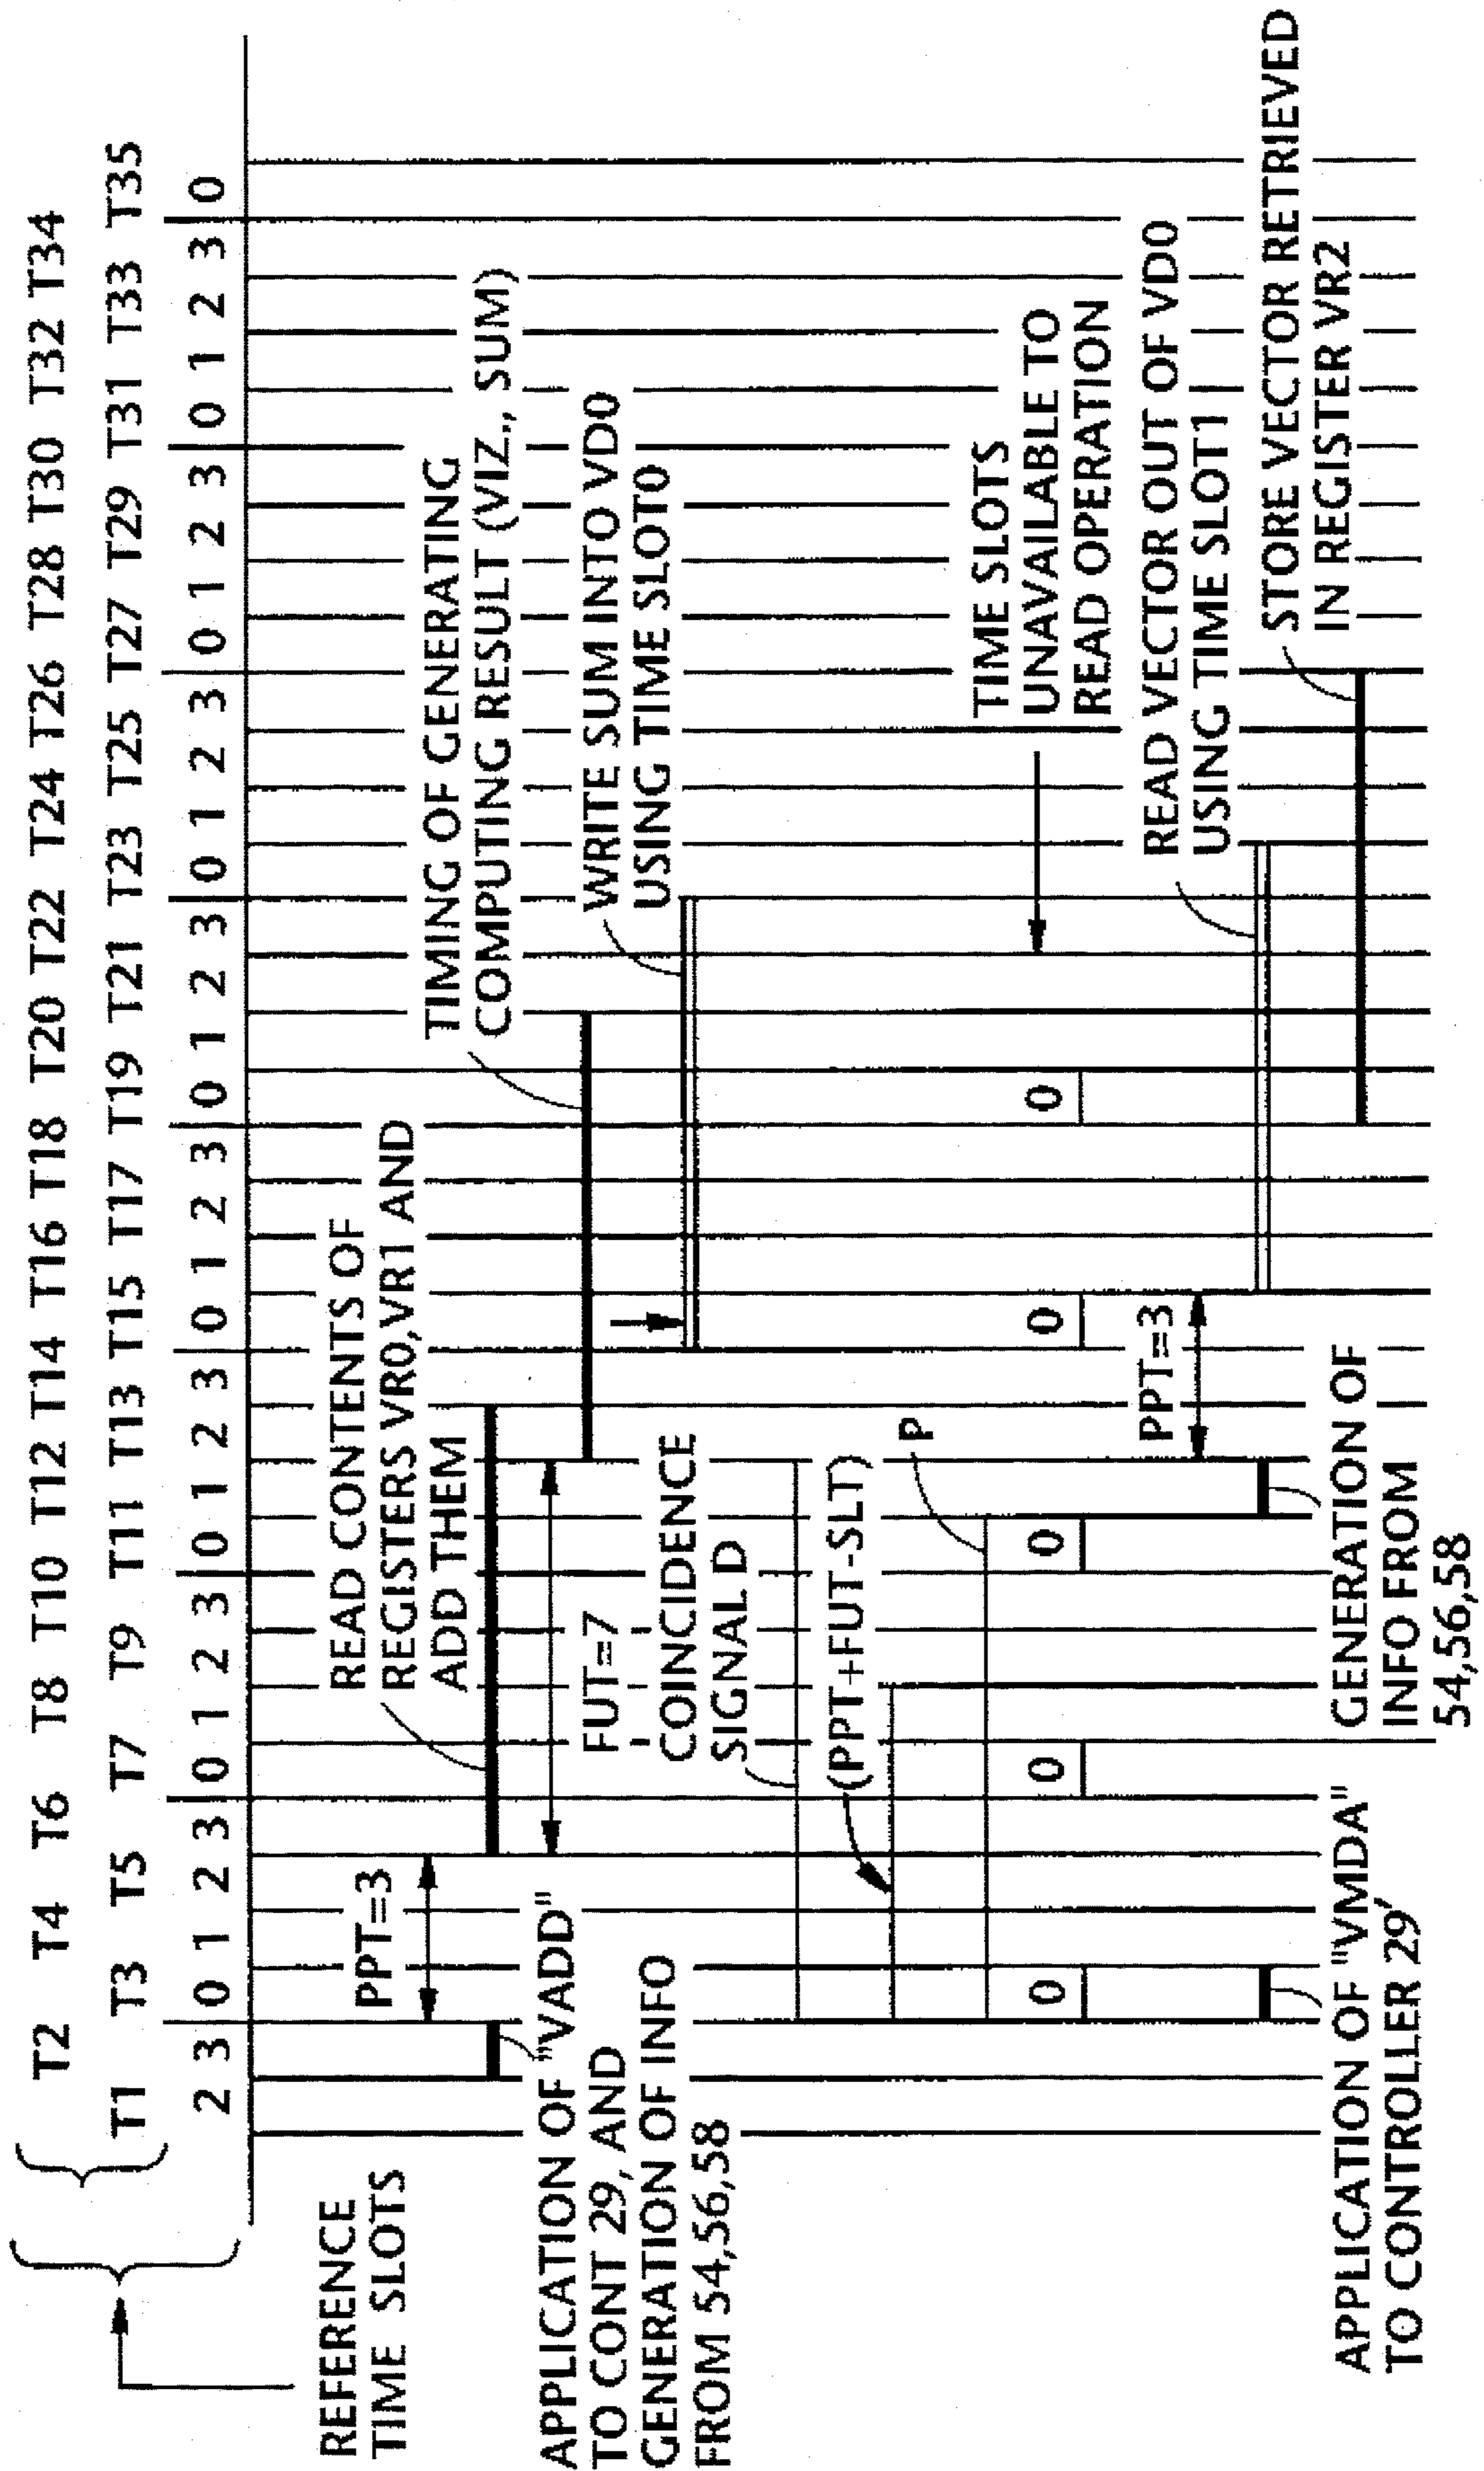 T2 T4 T6 T8 T10 T12 T14 T16 T18 T20 T22 T24 T26 T28 T30 T32 T34
T1 T3 T5 T7 T9 T11 T13 T15 T17 T19 T21 T23 T25 T27 T29 T31 T33 T35
2 3 0 1 2 3 0 1 2 3 0 1 2 3 0 1 2 3 0 1 2 3 0 1 2 3 0 1 2 3 0 1 2 3 0
REFERENCE
TIME SLOTS
PPT=3
READ CONTENTS OF
REGISTERS VR0,VR1 AND
ADD THEM
TIMING OF GENERATING
COMPUTING RESULT (VIZ., SUM)
APPLICATION OF "VADD"
TO CONT 29, AND
GENERATION OF INFO
FROM 54,56,58
FUT=7
WRITE SUM INTO VD0
USING TIME SLOT0
COINCIDENCE
SIGNAL D
(PPT+FUT-SLT)
P
TIME SLOTS
UNAVAILABLE TO
READ OPERATION
0 0 0 0 0
PPT=3
READ VECTOR OUT OF VD0
USING TIME SLOT1
STORE VECTOR RETRIEVED
IN REGISTER VR2
APPLICATION OF "VMDA"
TO CONTROLLER 29'
GENERATION OF
INFO FROM
54,56,58